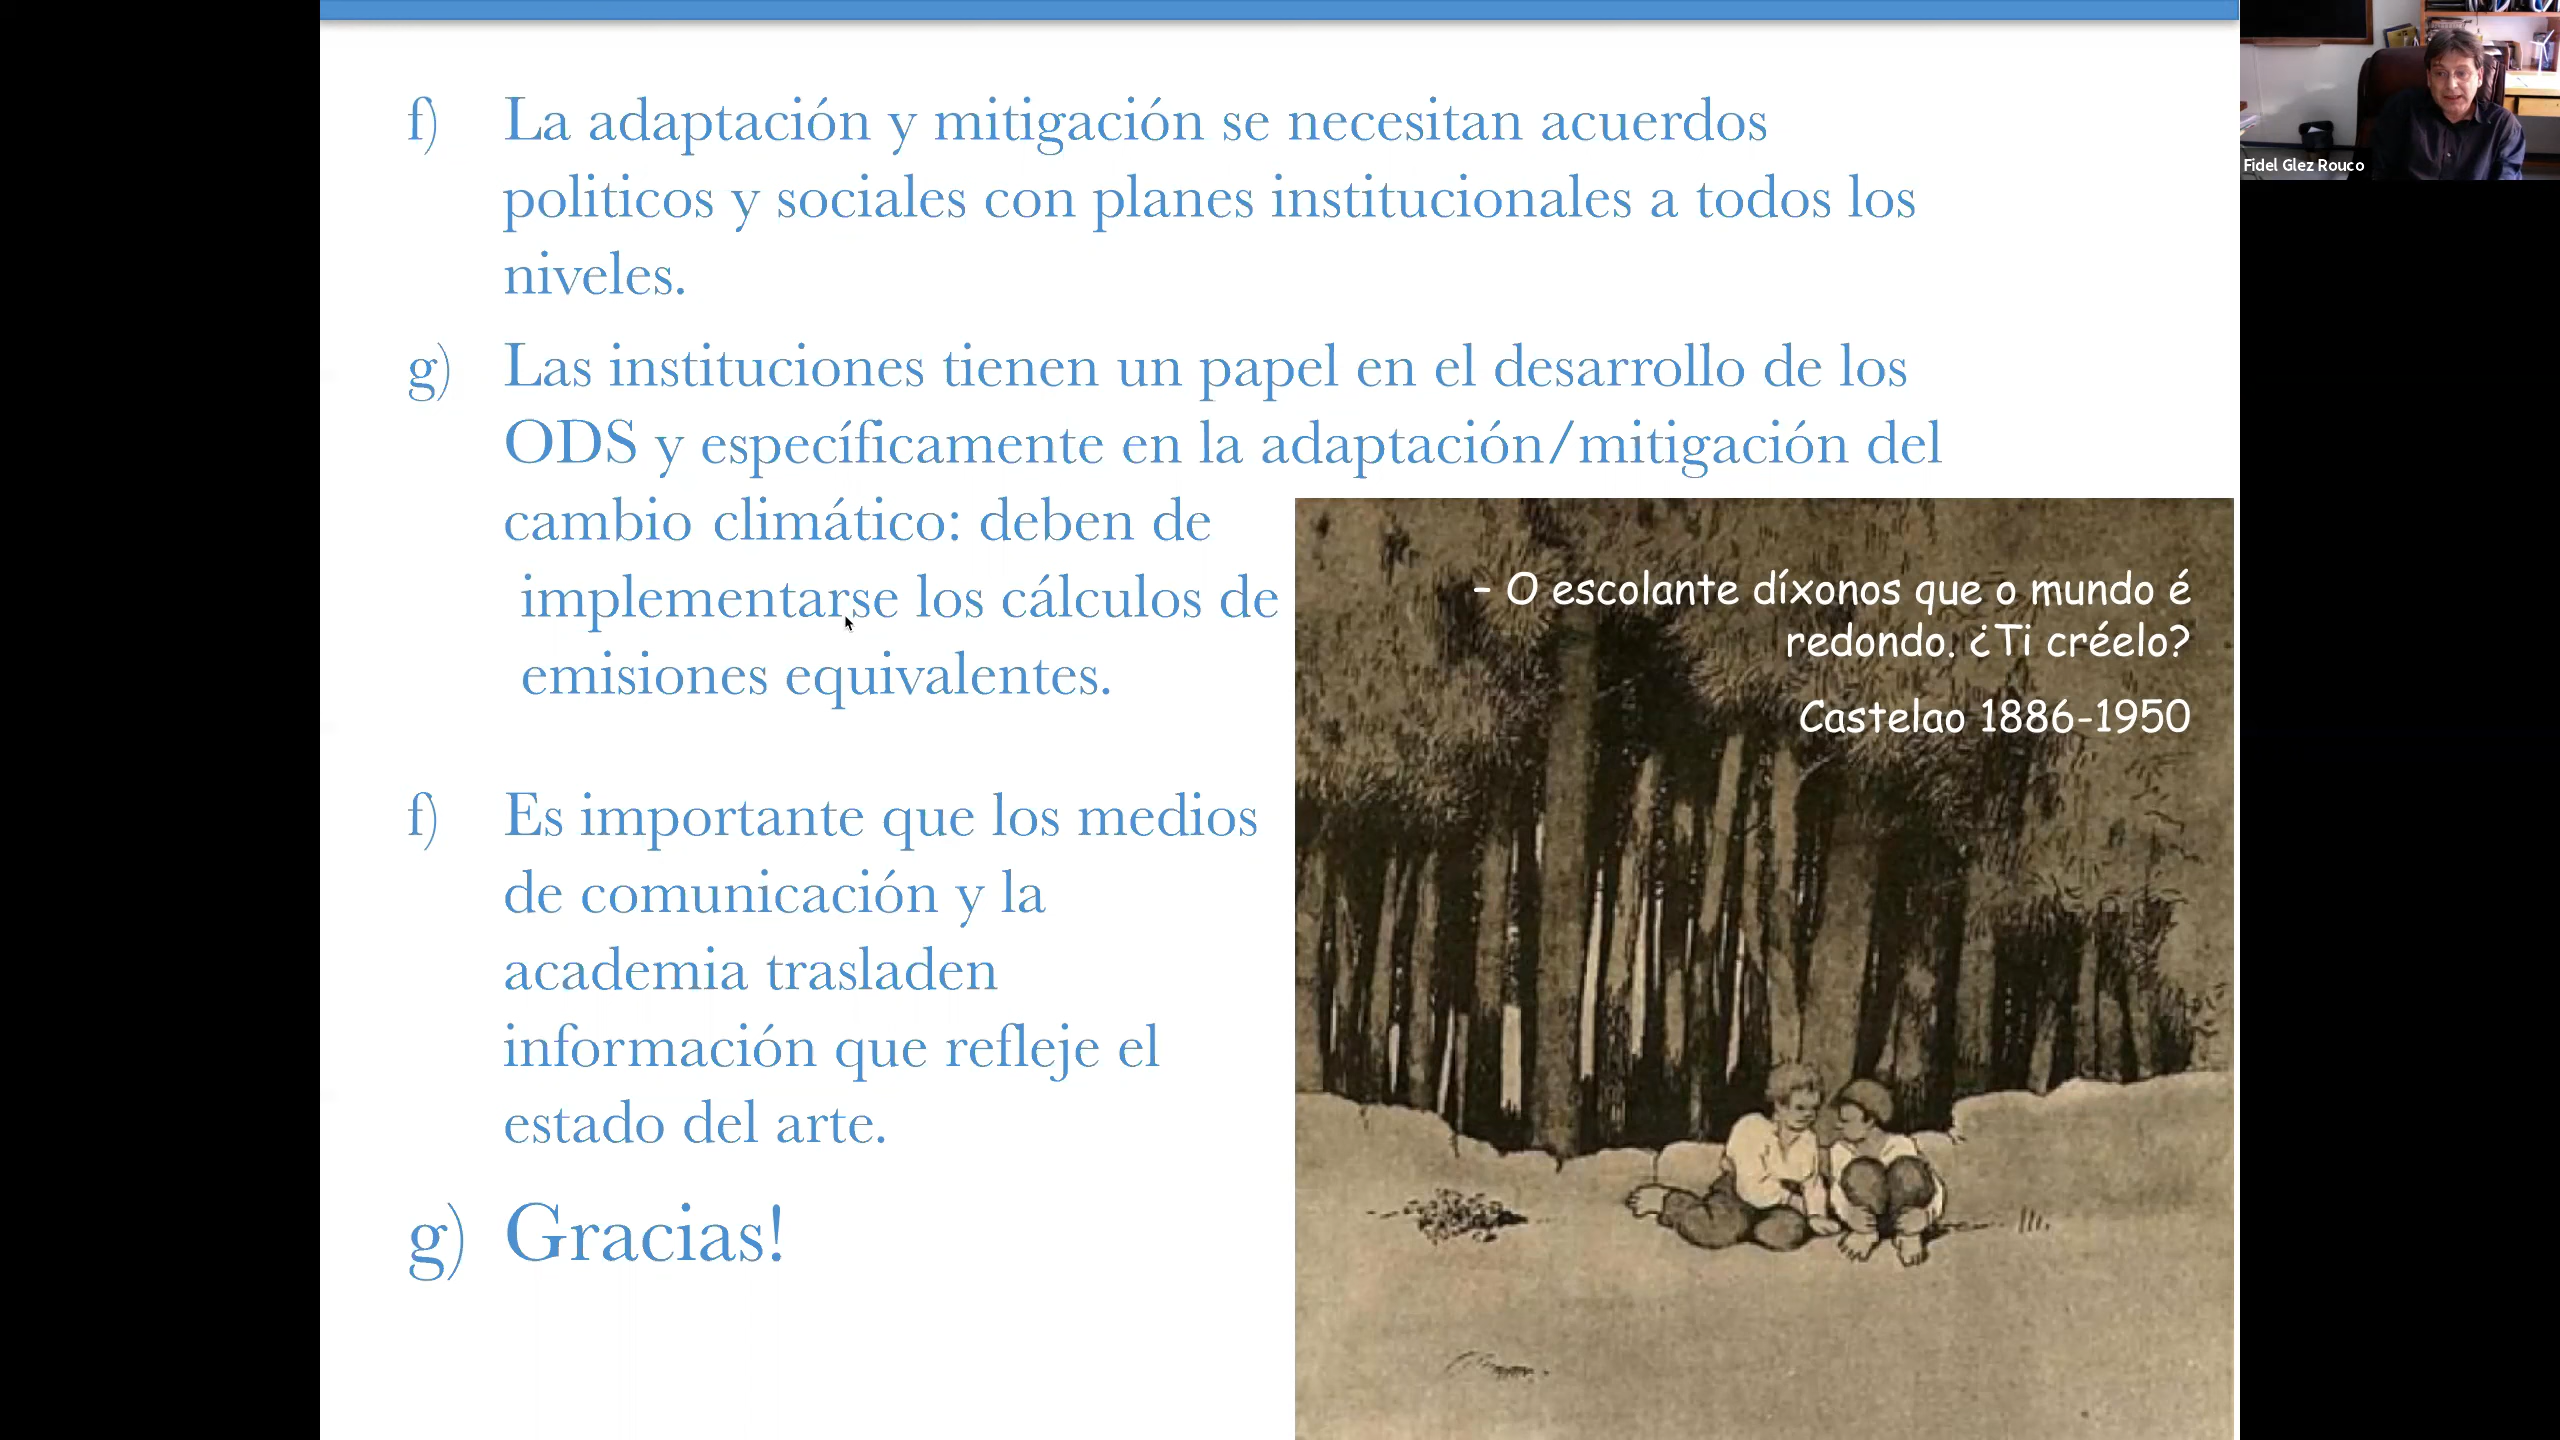 f) La adaptación y mitigación se necesitan acuerdos
politicos y sociales con planes institucionales a todos los
niveles.
g) Las instituciones tienen un papel en el desarrollo de los
ODS y específicamente en la adaptación/mitigación del
cambio climático: deben de
implementarse los cálculos de
emisiones equivalentes.
f) Es importante que los medios
de comunicación y la
academia trasladen
información que refleje el
estado del arte.
g) Gracias!
- O escolante díxonos que o mundo é
redondo. ¿Ti créelo?
Castelao 1886-1950
Fidel Glez Rouco